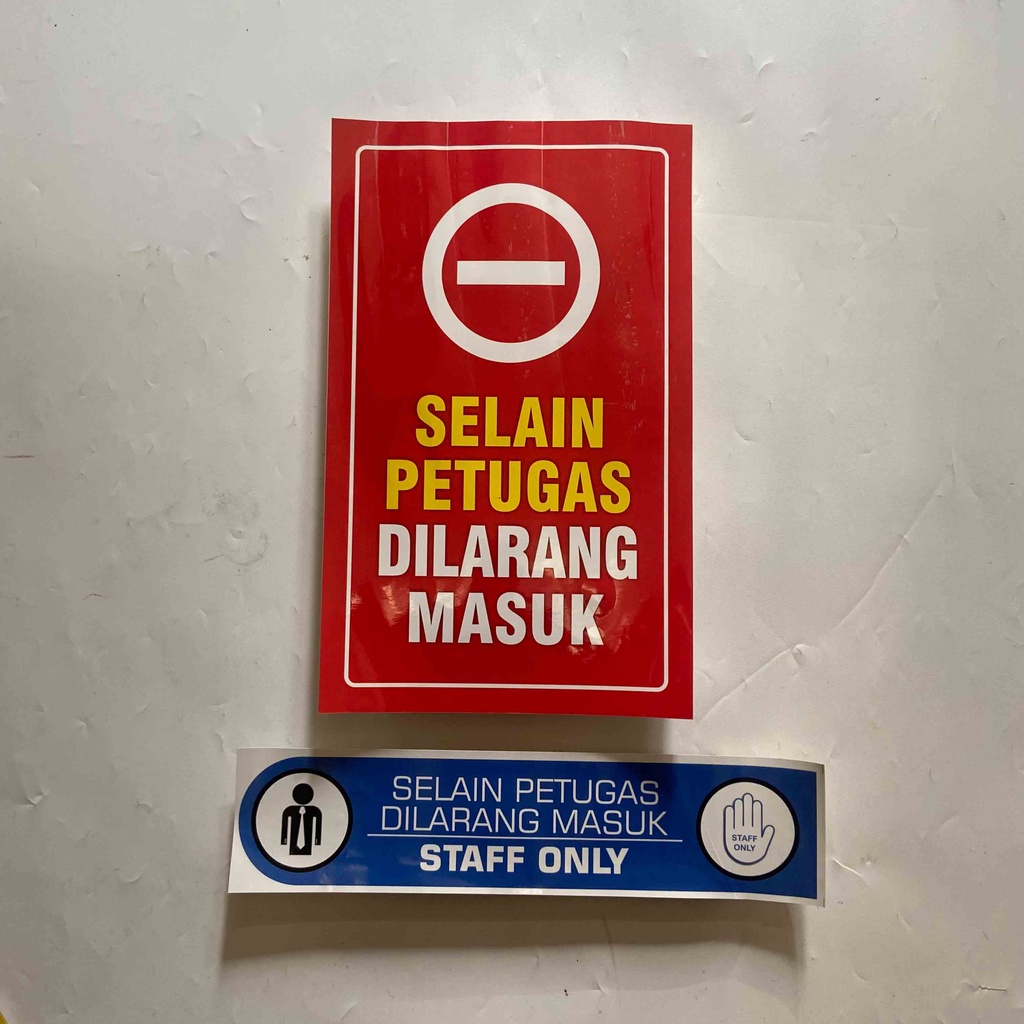 SELAIN
PETUGAS
DILARANG
MASUK
SELAIN PETUGAS
DILARANG MASUK
STAFF ONLY
STAFF
ONLY